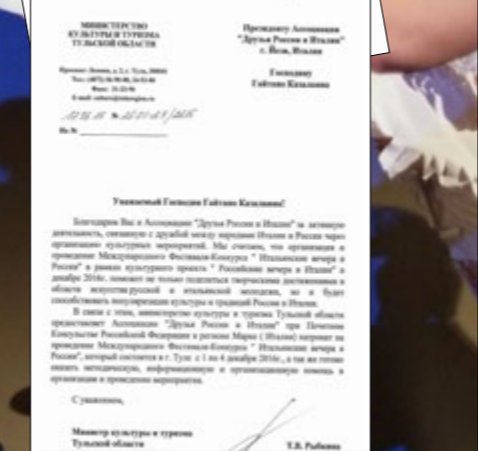 МИНИСТЕРСТВО
КУЛЬТУРЫ И ТУРИЗМА
ТУЛЬСКОЙ ОБЛАСТИ
Президенту Ассоциации
"Друзья России и Италии"
г. Йези, Италия
Господину
Гайтано Казаланна
На №
Уважаемый Господин Гайтано Казаланна!
Благодарим Вас и Ассоциацию "Друзья России и Италии" за активную
деятельность, связанную с дружбой между народами Италии и России через
организацию культурных мероприятий. Мы считаем, что организация и
проведение Международного Фестиваля-Конкурса " Итальянские вечера в
России" в рамках культурного проекта " Российские вечера в Италии" в
декабре 2016г. поможет не только поделиться творческими достижениями в
области искусства русской и итальянской молодежи, но и будет
способствовать популяризации культуры и традиций России и Италии.
В связи с этим, министерство культуры и туризма Тульской области
предоставляет Ассоциации "Друзья России и Италии" при Почетном
Консульстве Российской Федерации в регионе Марке ( Италия) патронат на
проведение Международного Фестиваля-Конкурса " Итальянские вечера в
России", который состоится в г. Туле с 1 по 4 декабря 2016г., а так же готово
оказать методическую, информационную и организационную помощь в
организации и проведении мероприятия.
С уважением,
Министр культуры и туризма
Тульской области
Т.В. Рыбкина